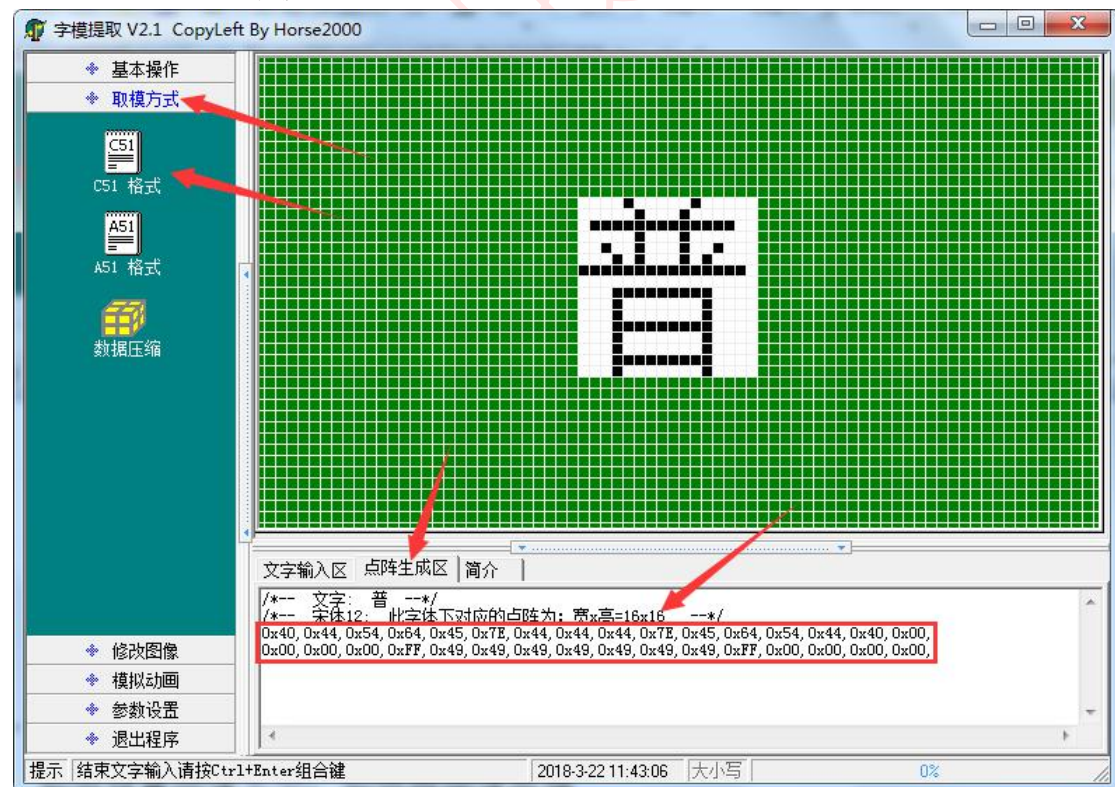 字模提取 V2.1 CopyLeft By Horse2000
基本操作
取模方式
C51
C51 格式
A51
A51 格式
数据压缩
普
文字输入区 点阵生成区 简介
/*-- 文字: 普 --*/
/*-- 宋体12; 此字体下对应的点阵为: 宽x高=16x16 --*/
0x40, 0x44, 0x54, 0x64, 0x45, 0x7E, 0x44, 0x44, 0x44, 0x7E, 0x45, 0x64, 0x54, 0x44, 0x40, 0x00,
0x00, 0x00, 0x00, 0xFF, 0x49, 0x49, 0x49, 0x49, 0x49, 0x49, 0x49, 0xFF, 0x00, 0x00, 0x00, 0x00,
修改图像
模拟动画
参数设置
退出程序
提示 结束文字输入请按Ctrl+Enter组合键 2018-3-22 11:43:06 大小写 0%